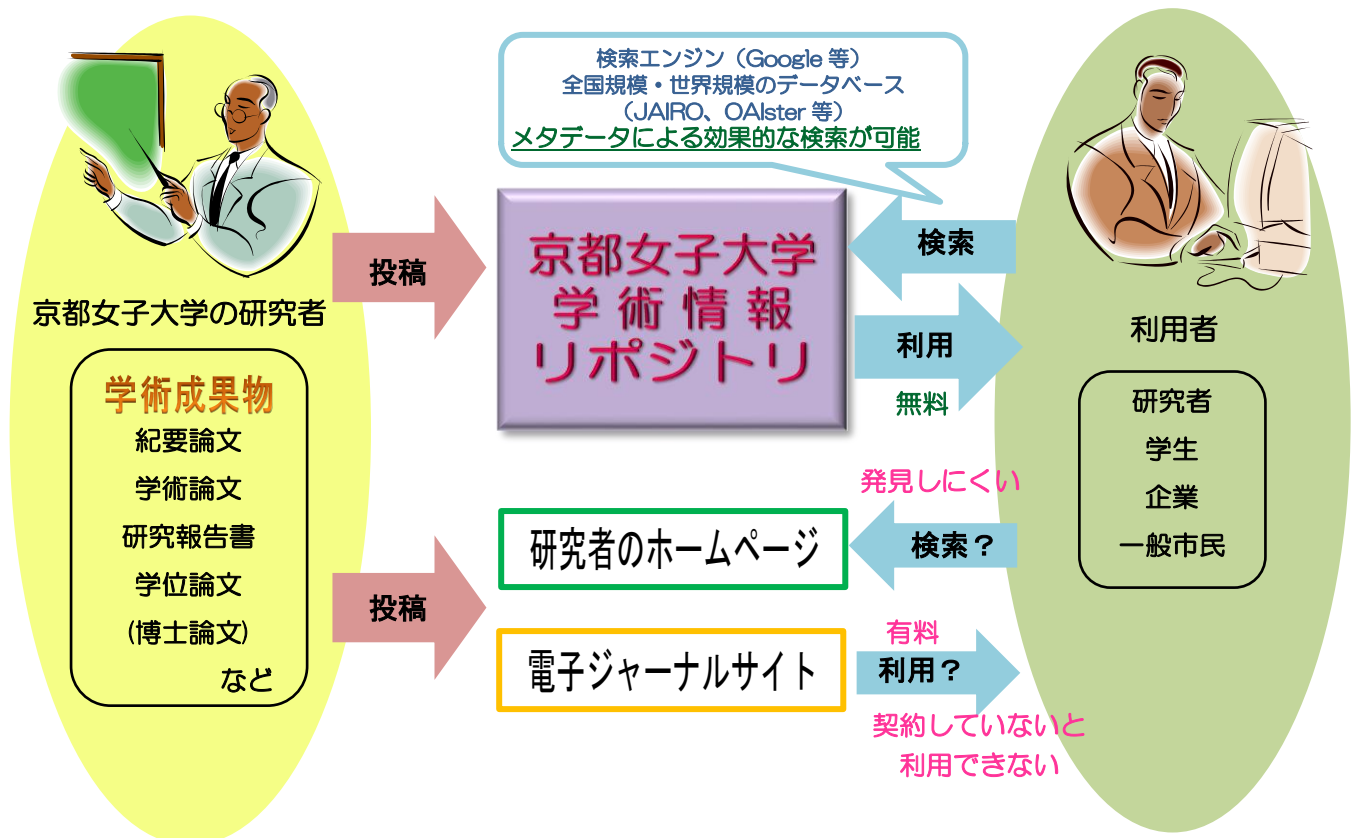 検索エンジン（Google 等）
全国規模・世界規模のデータベース
（JAIRO、OAIster 等）
メタデータによる効果的な検索が可能
京都女子大学の研究者
学術成果物
紀要論文
学術論文
研究報告書
学位論文
(博士論文)
など
投稿
京都女子大学
学術情報
リポジトリ
検索
利用
無料
投稿
研究者のホームページ
発見しにくい
検索？
電子ジャーナルサイト
有料
利用？
契約していないと
利用できない
利用者
研究者
学生
企業
一般市民